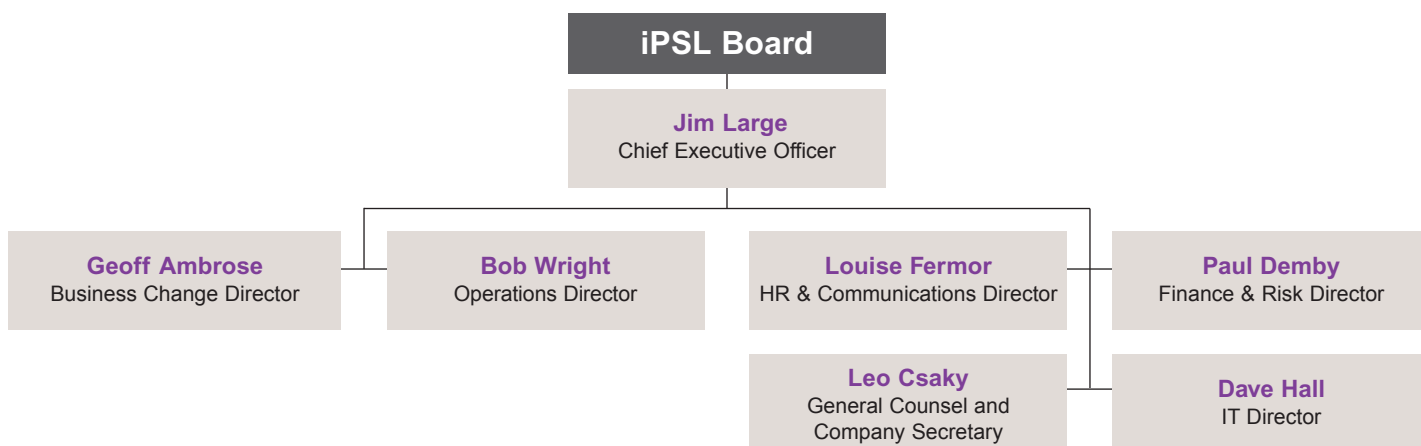 iPSL Board
Jim Large
Chief Executive Officer
Geoff Ambrose
Business Change Director
Bob Wright
Operations Director
Louise Fermor
HR & Communications Director
Paul Demby
Finance & Risk Director
Leo Csaky
General Counsel and
Company Secretary
Dave Hall
IT Director